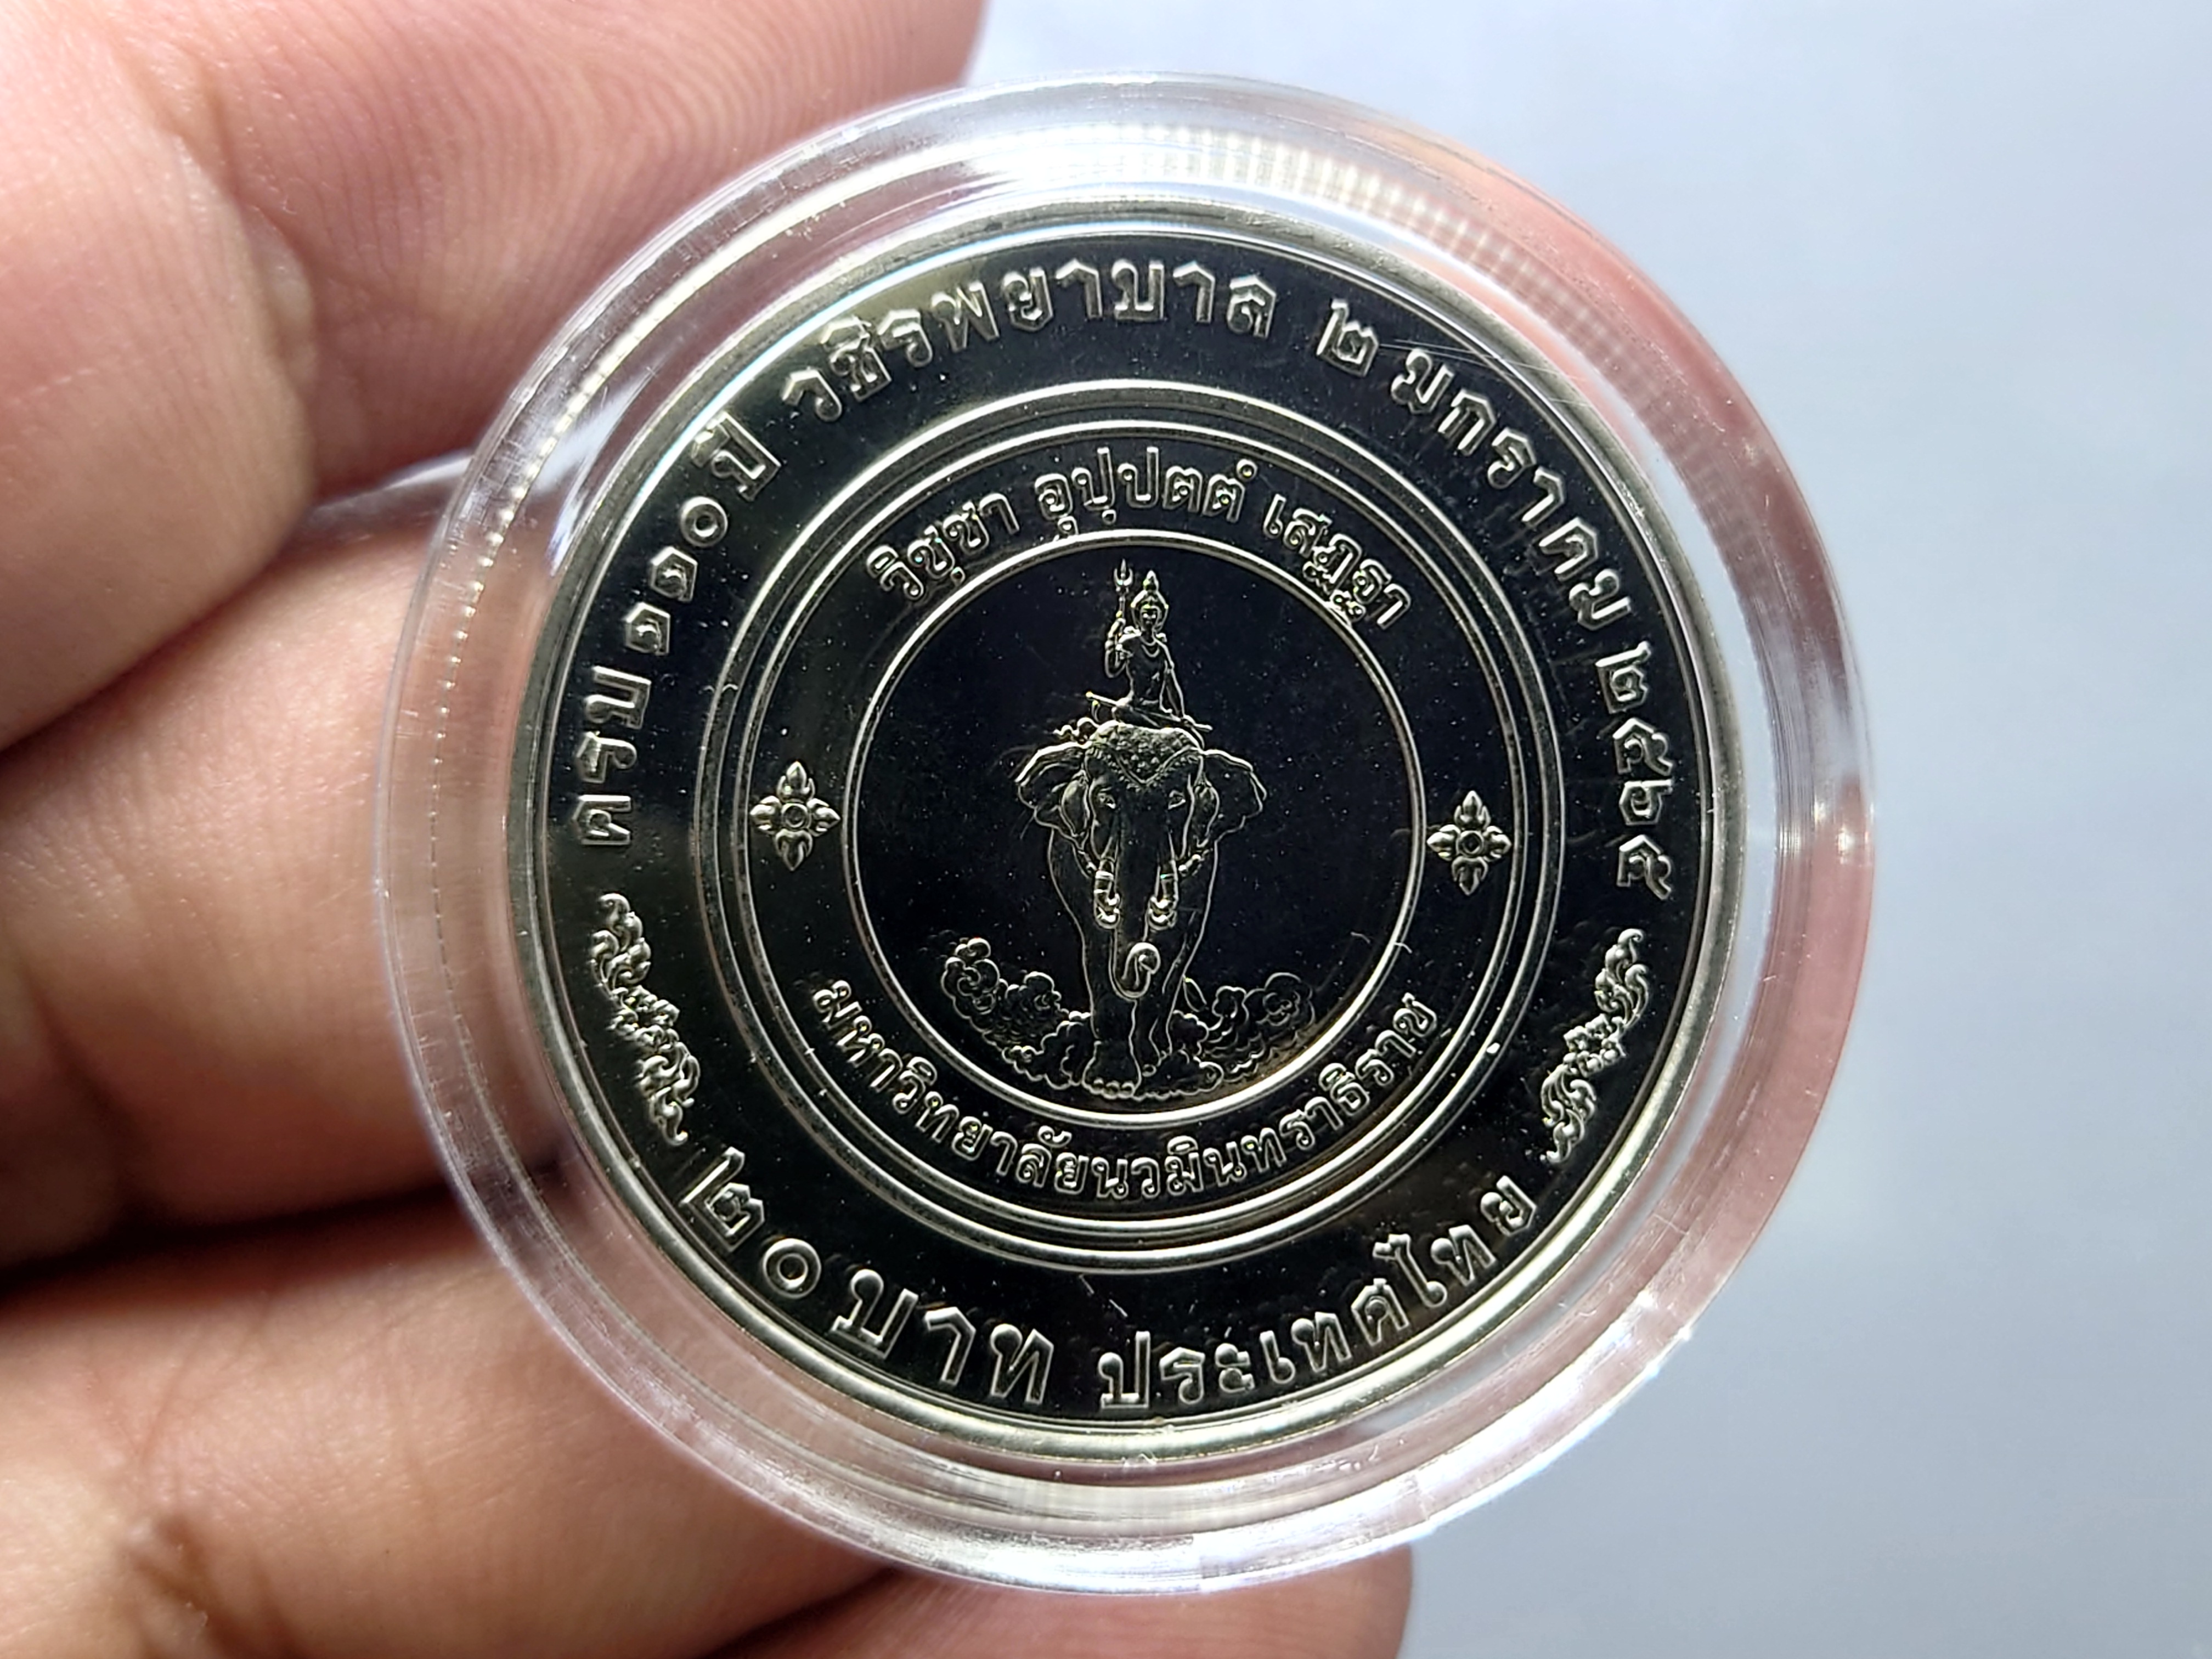 ครบ ๑๑๐ ปี วชิรพยาบาล ๒ มกราคม ๒๕๖๕
วิชฺชา อุปฺปตตํ เสฏฺฐา
มหาวิทยาลัยนวมินทราธิราช
๒๐ บาท ประเทศไทย